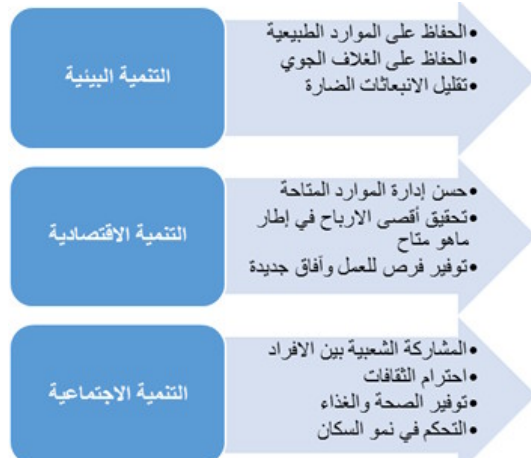 التنمية البيئية
•الحفاظ على الموارد الطبيعية
•الحفاظ على الغلاف الجوي
•تقليل الانبعاثات الضارة
التنمية الاقتصادية
•حسن إدارة الموارد المتاحة
•تحقيق أقصى الارباح في إطار
ماهو متاح
•توفير فرص للعمل وآفاق جديدة
التنمية الاجتماعية
•المشاركة الشعبية بين الافراد
•احترام الثقافات
•توفير الصحة والغذاء
•التحكم في نمو السكان